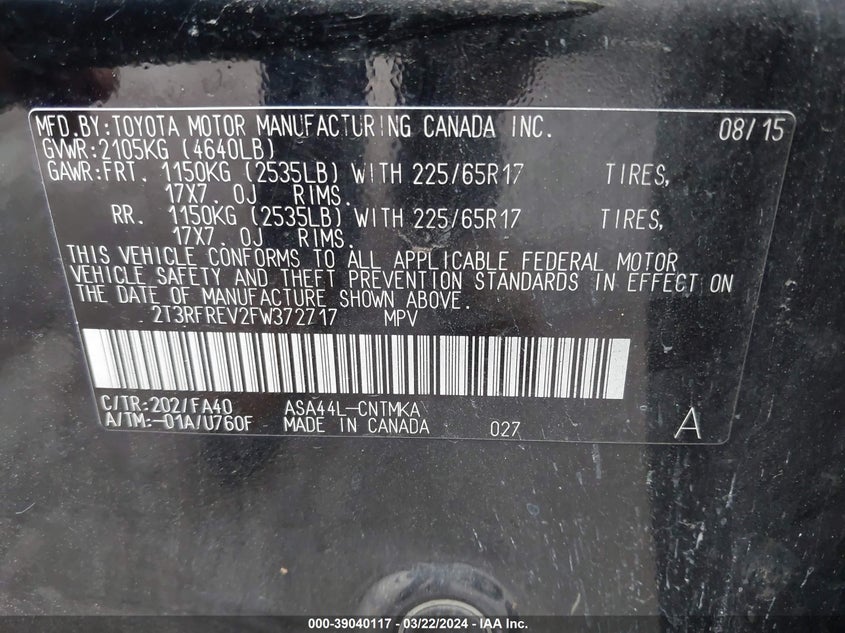 MFD.BY:TOYOTA MOTOR MANUFACTURING CANADA INC. 08/15
GVWR:2105KG (4640LB)
GAWR:FRT. 1150KG (2535LB) WITH 225/65R17 TIRES,
17X7.0J RIMS.
RR. 1150KG (2535LB) WITH 225/65R17 TIRES,
17X7.0J RIMS.
THIS VEHICLE CONFORMS TO ALL APPLICABLE FEDERAL MOTOR
VEHICLE SAFETY AND THEFT PREVENTION STANDARDS IN EFFECT ON
THE DATE OF MANUFACTURE SHOWN ABOVE.
2T3RFREV2FW372717 MPV
C/TR:202/FA40 ASA44L-CNTMKA
A/TM:-01A/U760F MADE IN CANADA 027 A
000-39040117 - 03/22/2024 - IAA Inc.